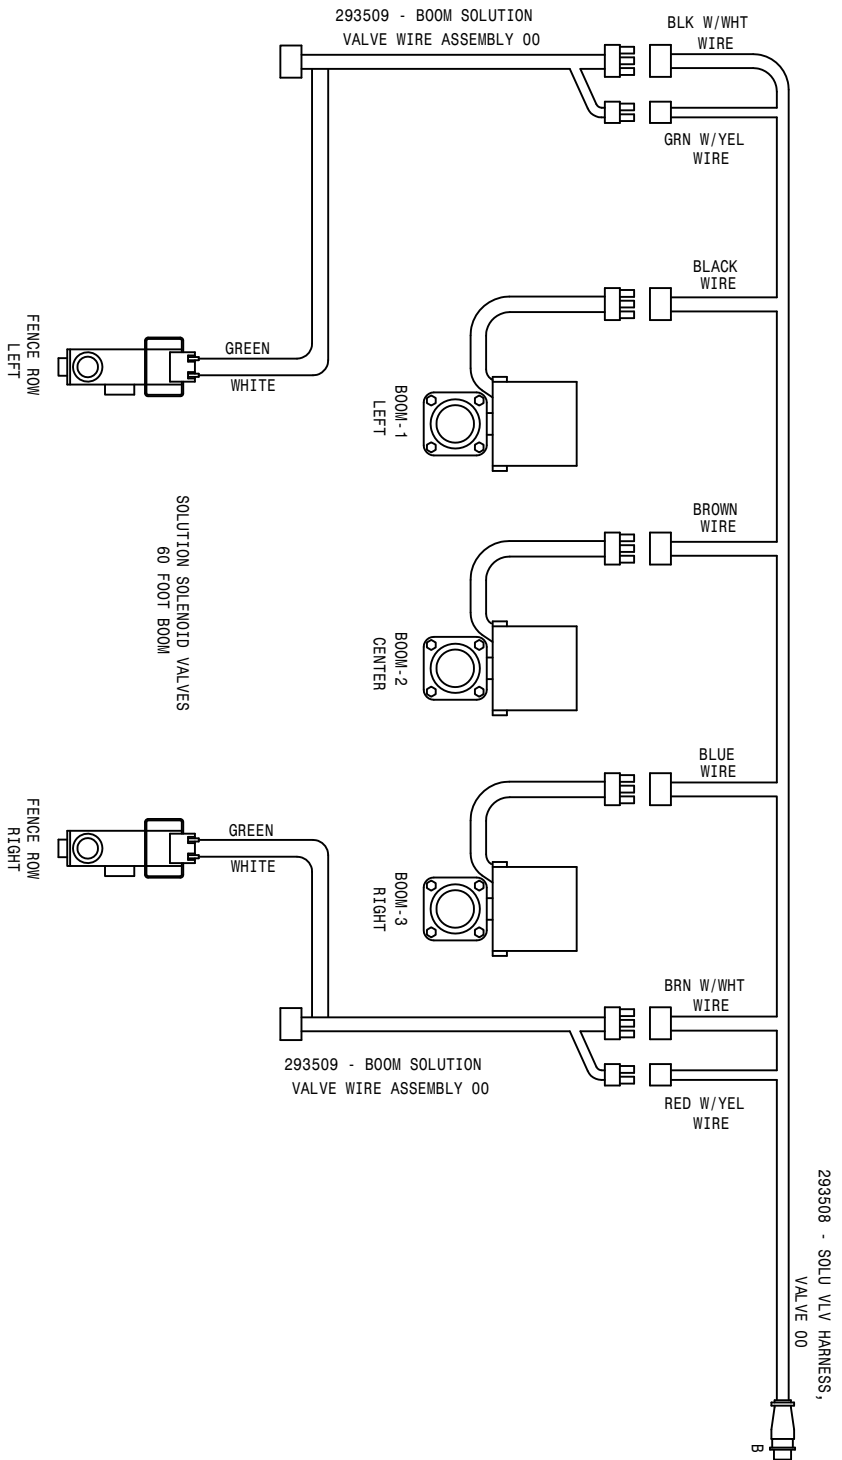 293509 - BOOM SOLUTION
VALVE WIRE ASSEMBLY 00
BLK W/WHT
WIRE
GRN W/YEL
WIRE
BLACK
WIRE
FENCE ROW
LEFT
GREEN
WHITE
BOOM-1
LEFT
BROWN
WIRE
SOLUTION SOLENOID VALVES
60 FOOT BOOM
BOOM-2
CENTER
BLUE
WIRE
FENCE ROW
RIGHT
GREEN
WHITE
BOOM-3
RIGHT
BRN W/WHT
WIRE
293509 - BOOM SOLUTION
VALVE WIRE ASSEMBLY 00
RED W/YEL
WIRE
293508 - SOLU VLV HARNESS,
VALVE 00
B